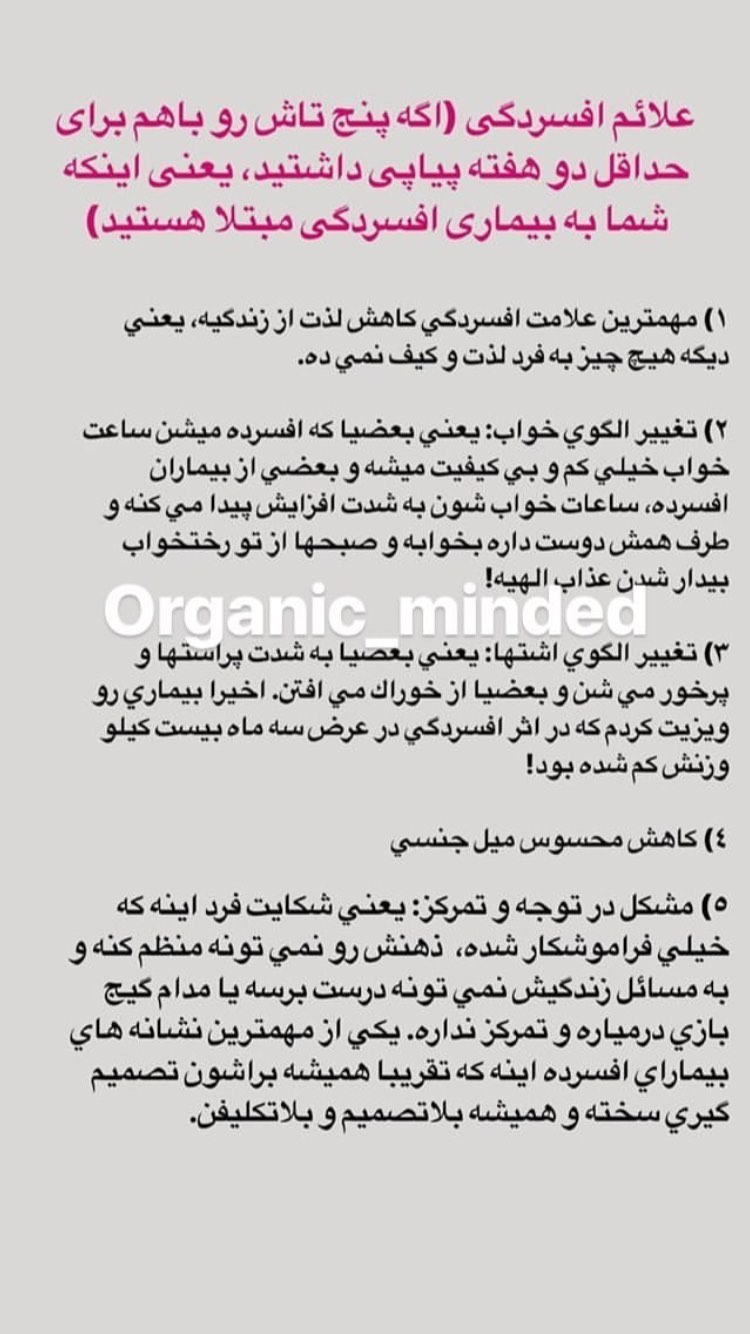 علائم افسردگی (اگه پنج تاش رو باهم برای
حداقل دو هفته پیاپی داشتید، یعنی اینکه
شما به بیماری افسردگی مبتلا هستید)
۱) مهمترين علامت افسردگي كاهش لذت از زندگيه، يعني
ديگه هيچ چيز به فرد لذت و كيف نمي ده.
۲) تغيير الگوي خواب: يعني بعضيا كه افسرده ميشن ساعت
خواب خيلي كم و بي كيفيت ميشه و بعضي از بيماران
افسرده، ساعات خواب شون به شدت افزايش پيدا مي كنه و
طرف همش دوست داره بخوابه و صبحها از تو رختخواب
بيدار شدن عذاب الهيه!
Organic_minded
۳) تغيير الگوي اشتها: يعني بعضيا به شدت پراشتها و
پرخور مي شن و بعضيا از خوراك مي افتن. اخيرا بيماري رو
ويزيت كردم كه در اثر افسردگي در عرض سه ماه بيست كيلو
وزنش كم شده بود!
٤) كاهش محسوس ميل جنسي
٥) مشكل در توجه و تمركز: يعني شكايت فرد اينه كه
خيلي فراموشكار شده، ذهنش رو نمي تونه منظم كنه و
به مسائل زندگيش نمي تونه درست برسه يا مدام گيج
بازي درمياره و تمركز نداره. يكي از مهمترين نشانه هاي
بيماراي افسرده اينه كه تقريبا هميشه براشون تصميم
گيري سخته و هميشه بلاتصميم و بلاتكليفن.